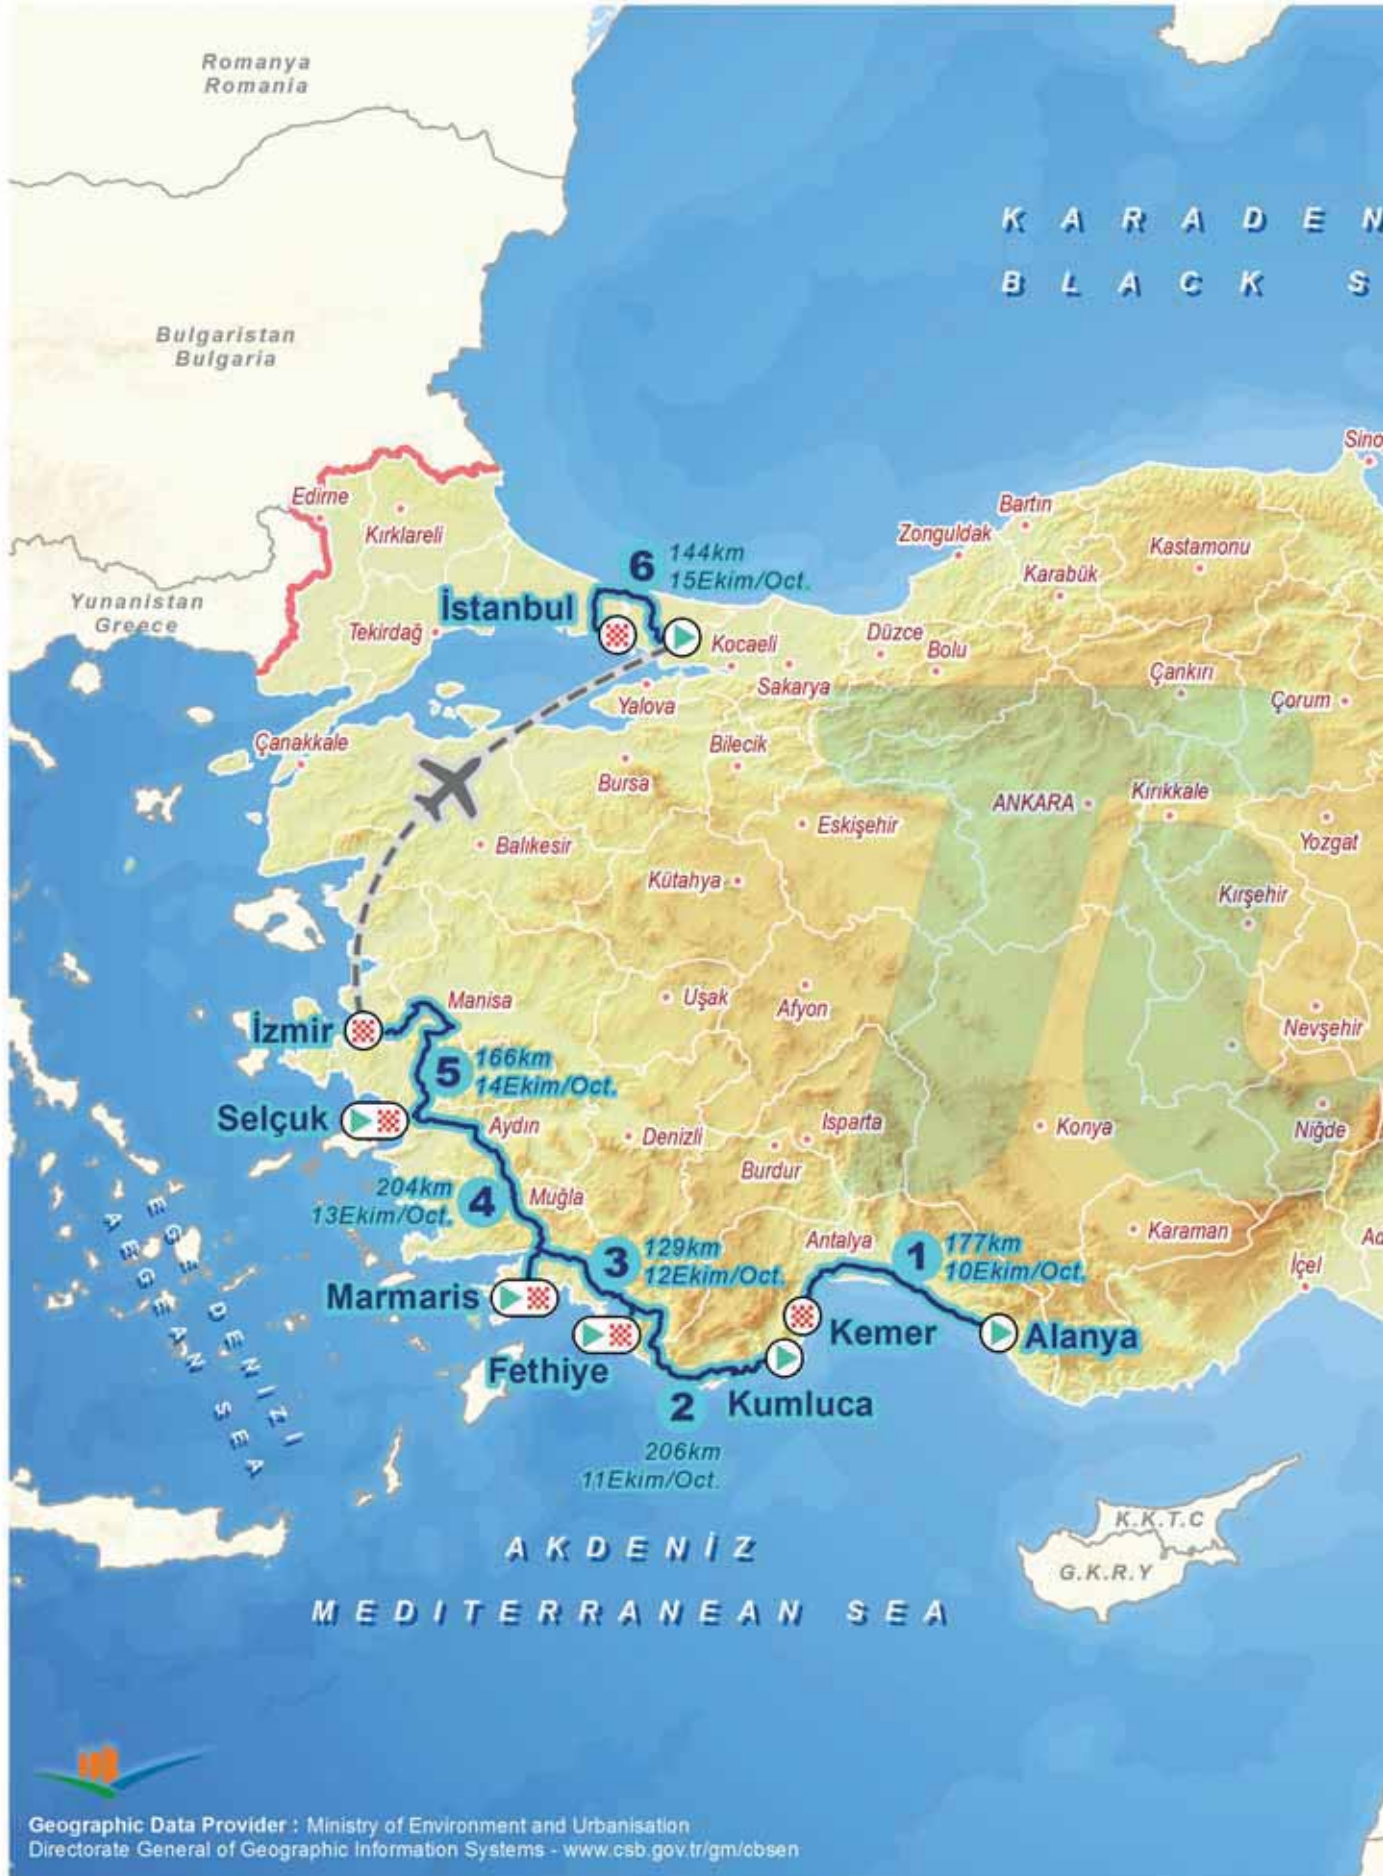 Romanya
Romania
KARADEN
BLACK S
Bulgaristan
Bulgaria
Sino
Edirne
Kırklareli
Bartın
Zonguldak
Kastamonu
Karabük
6 144km
15Ekim/Oct.
İstanbul
Yunanistan
Greece
Tekirdağ
Kocaeli
Düzce
Bolu
Sakarya
Çankırı
Çorum
Yalova
Çanakkale
Bilecik
Bursa
ANKARA
Kırıkkale
Eskişehir
Yozgat
Balıkesir
Kütahya
Kırşehir
Manisa
Uşak
Afyon
Nevşehir
İzmir
5 166km
14Ekim/Oct.
Selçuk
Aydın
Denizli
Isparta
Burdur
Konya
Niğde
204km
13Ekim/Oct.
4
Muğla
Karaman
Antalya
Ad
İçel
3 129km
12Ekim/Oct.
1 177km
10Ekim/Oct.
Marmaris
Fethiye
Kemer
Alanya
2
Kumluca
206km
11Ekim/Oct.
EGE DENİZİ
AEGEAN SEA
K.K.T.C
G.K.R.Y
AKDENİZ
MEDITERRANEAN SEA
Geographic Data Provider : Ministry of Environment and Urbanisation
Directorate General of Geographic Information Systems - www.csb.gov.tr/gm/cbsen